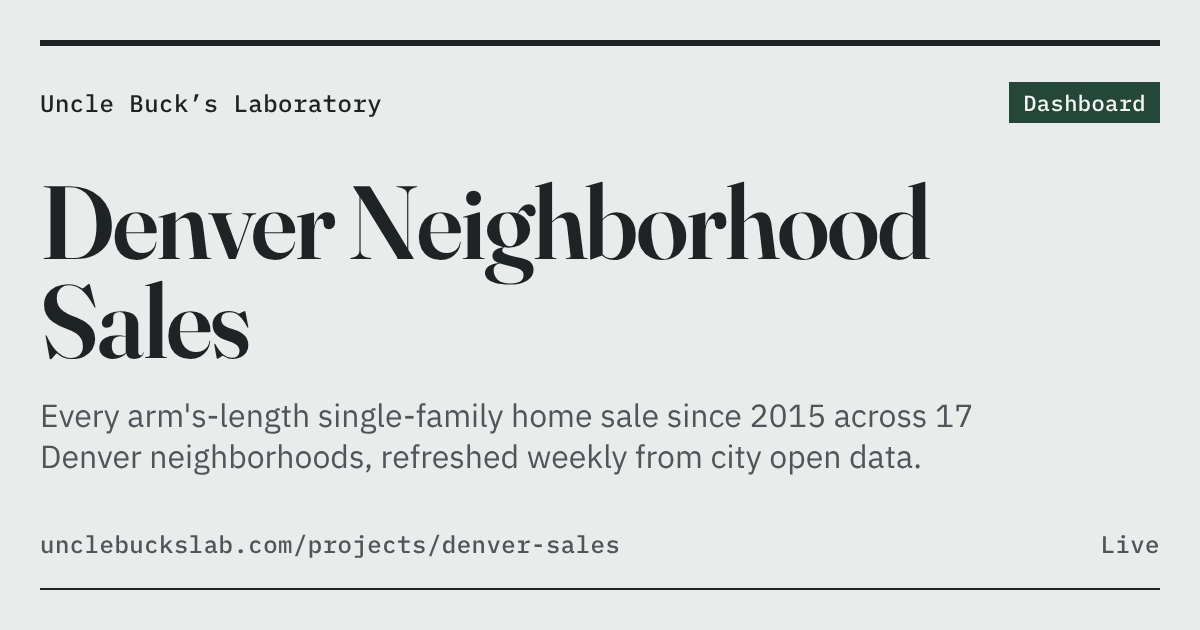 Uncle Buck’s Laboratory
Dashboard
Denver Neighborhood
Sales
Every arm's-length single-family home sale since 2015 across 17
Denver neighborhoods, refreshed weekly from city open data.
unclebuckslab.com/projects/denver-sales
Live